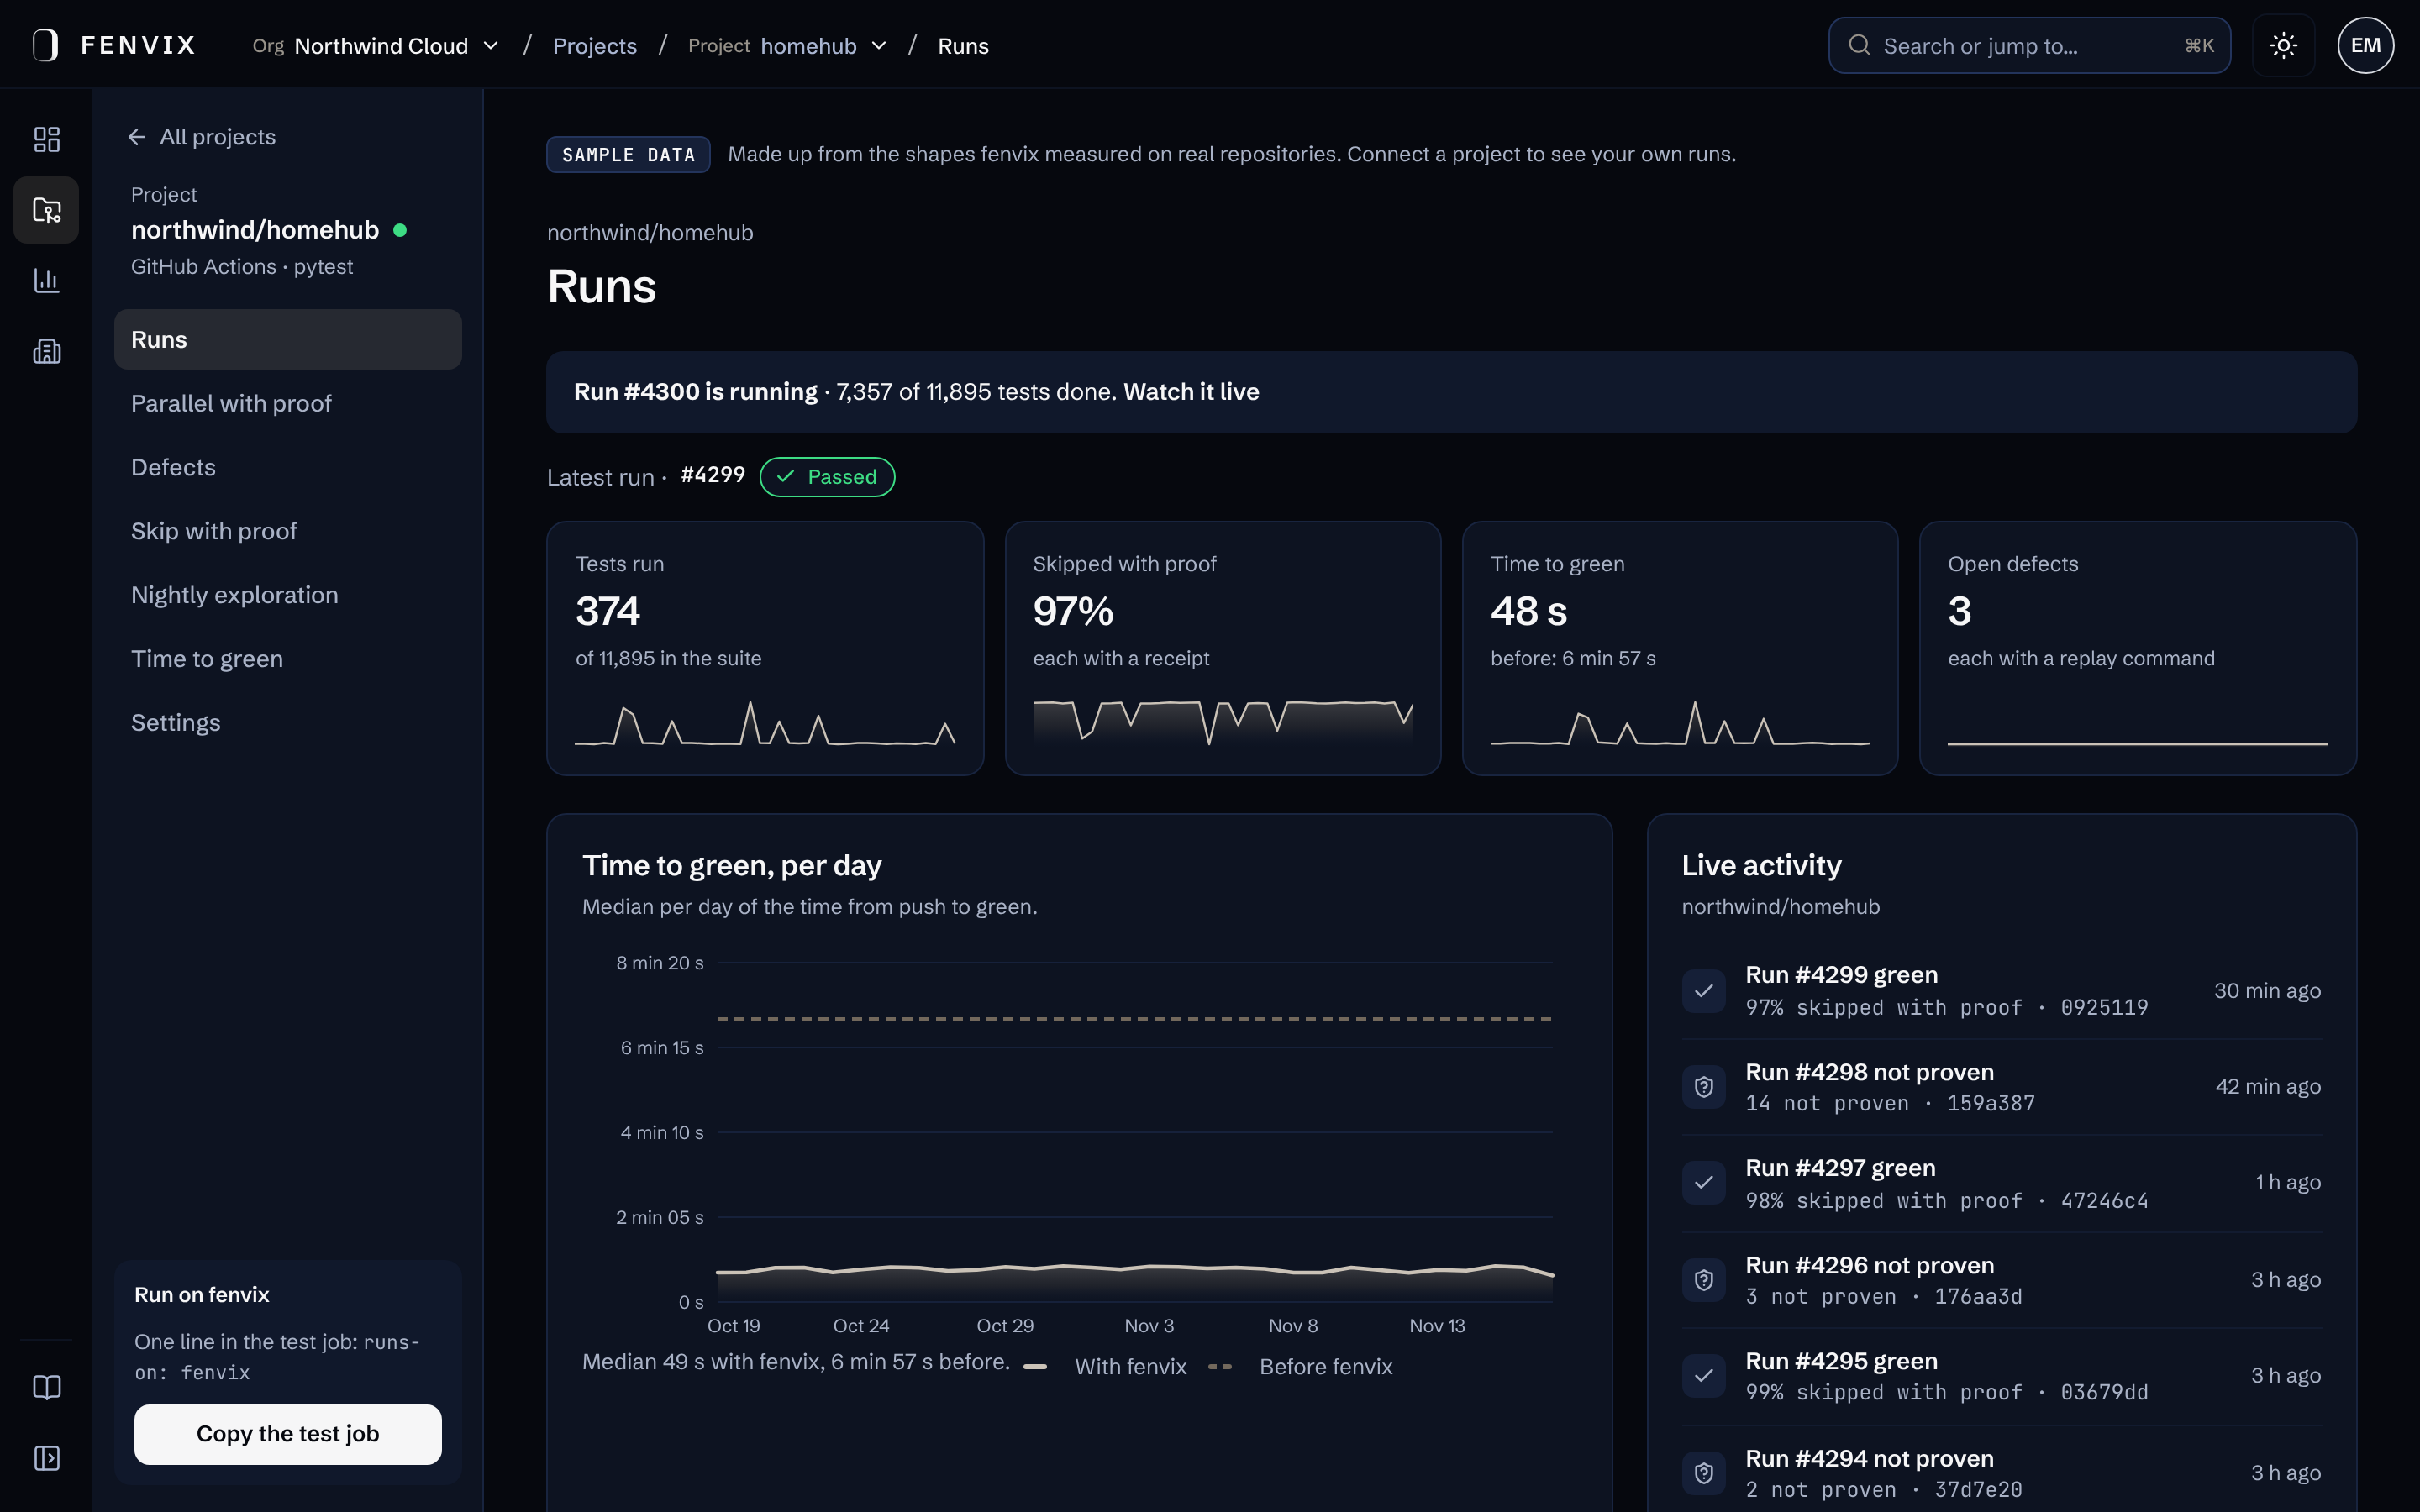 FENVIX
Org Northwind Cloud / Projects / Project homehub / Runs
Search or jump to... ⌘K
EM
All projects
Project
northwind/homehub
GitHub Actions · pytest
Runs
Parallel with proof
Defects
Skip with proof
Nightly exploration
Time to green
Settings
Run on fenvix
One line in the test job: runs-
on: fenvix
Copy the test job
SAMPLE DATA Made up from the shapes fenvix measured on real repositories. Connect a project to see your own runs.
northwind/homehub
Runs
Run #4300 is running · 7,357 of 11,895 tests done. Watch it live
Latest run · #4299 Passed
Tests run
374
of 11,895 in the suite
Skipped with proof
97%
each with a receipt
Time to green
48 s
before: 6 min 57 s
Open defects
3
each with a replay command
Time to green, per day
Median per day of the time from push to green.
8 min 20 s
6 min 15 s
4 min 10 s
2 min 05 s
0 s
Oct 19 Oct 24 Oct 29 Nov 3 Nov 8 Nov 13
Median 49 s with fenvix, 6 min 57 s before. With fenvix Before fenvix
Live activity
northwind/homehub
Run #4299 green
97% skipped with proof · 0925119
30 min ago
Run #4298 not proven
14 not proven · 159a387
42 min ago
Run #4297 green
98% skipped with proof · 47246c4
1 h ago
Run #4296 not proven
3 not proven · 176aa3d
3 h ago
Run #4295 green
99% skipped with proof · 03679dd
3 h ago
Run #4294 not proven
2 not proven · 37d7e20
3 h ago